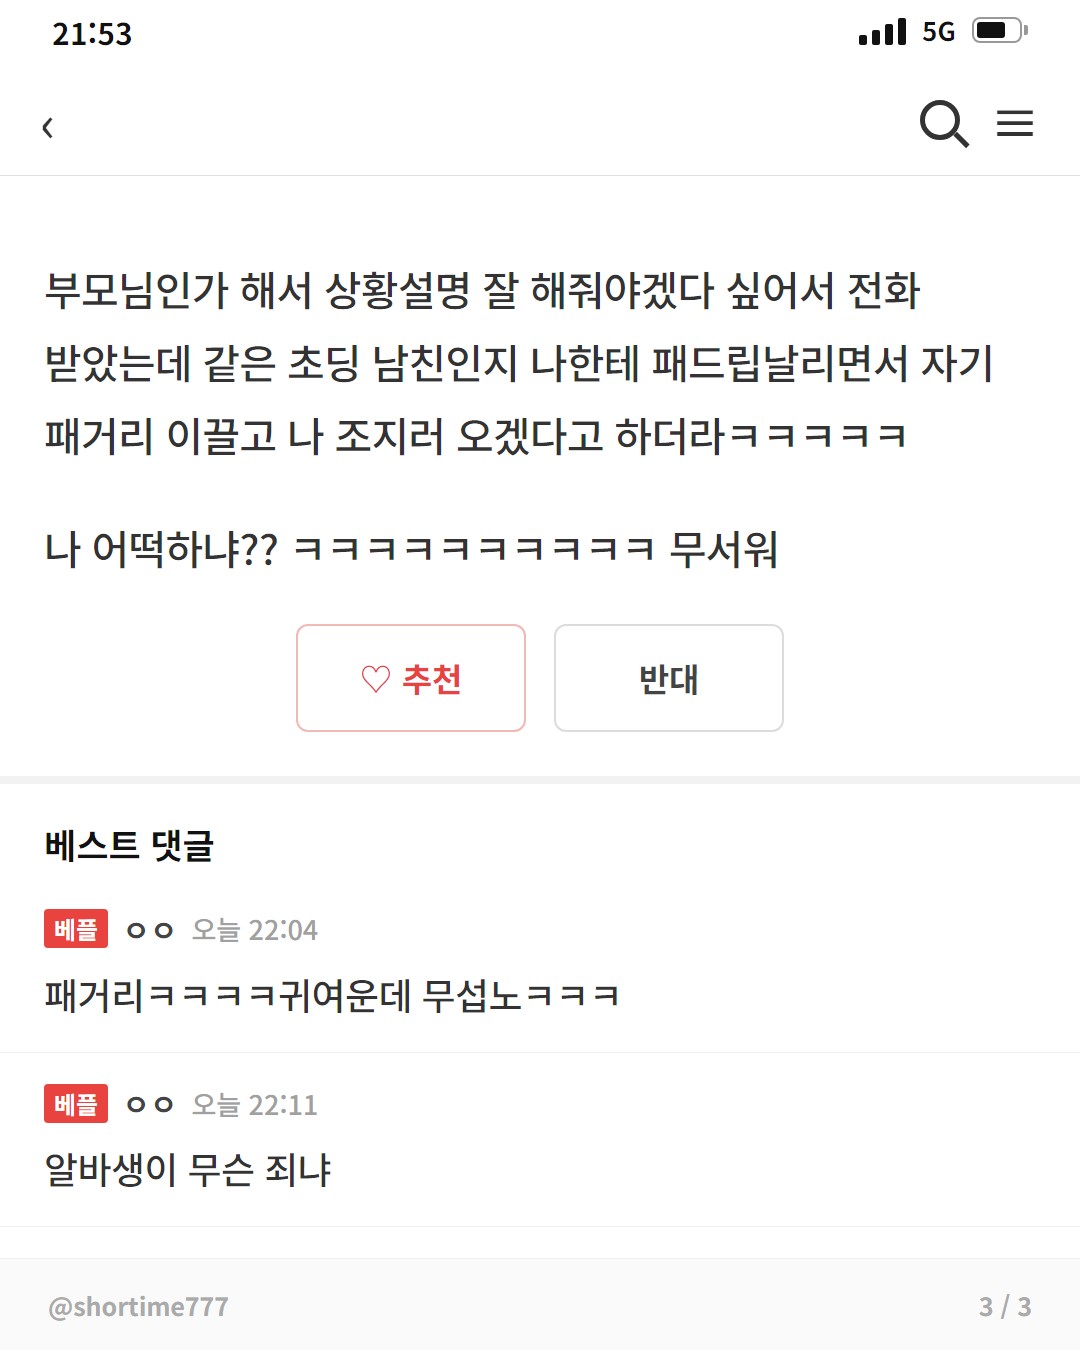 21:53
5G
‹
부모님인가 해서 상황설명 잘 해줘야겠다 싶어서 전화
받았는데 같은 초딩 남친인지 나한테 패드립날리면서 자기
패거리 이끌고 나 조지러 오겠다고 하더라ㅋㅋㅋㅋㅋ
나 어떡하냐?? ㅋㅋㅋㅋㅋㅋㅋㅋㅋㅋ 무서워
♡ 추천
반대
베스트 댓글
베플 ㅇㅇ 오늘 22:04
패거리ㅋㅋㅋㅋ귀여운데 무섭노ㅋㅋㅋ
베플 ㅇㅇ 오늘 22:11
알바생이 무슨 죄냐
@shortime777
3 / 3